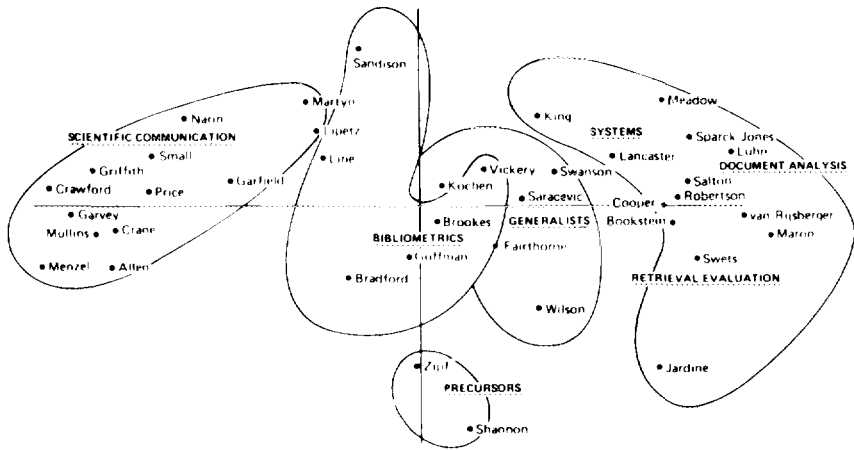 Sandison
Martyn
Meadow
Narin
King
Lipetz
SCIENTIFIC COMMUNICATION
SYSTEMS
Sparck Jones
Small
Line
Lancaster
Luhn
DOCUMENT ANALYSIS
Griffith
Vickery
Swanson
Crawford
Price
Garfield
Kochen
Salton
Saracevic
Cooper
Robertson
Garvey
Brookes
GENERALISTS
Bookstein
van Rijsberger
Mullins
Crane
BIBLIOMETRICS
Fairthorne
Maron
Menzel
Allen
Goffman
Swets
Bradford
RETRIEVAL EVALUATION
Wilson
Zipf
Jardine
PRECURSORS
Shannon